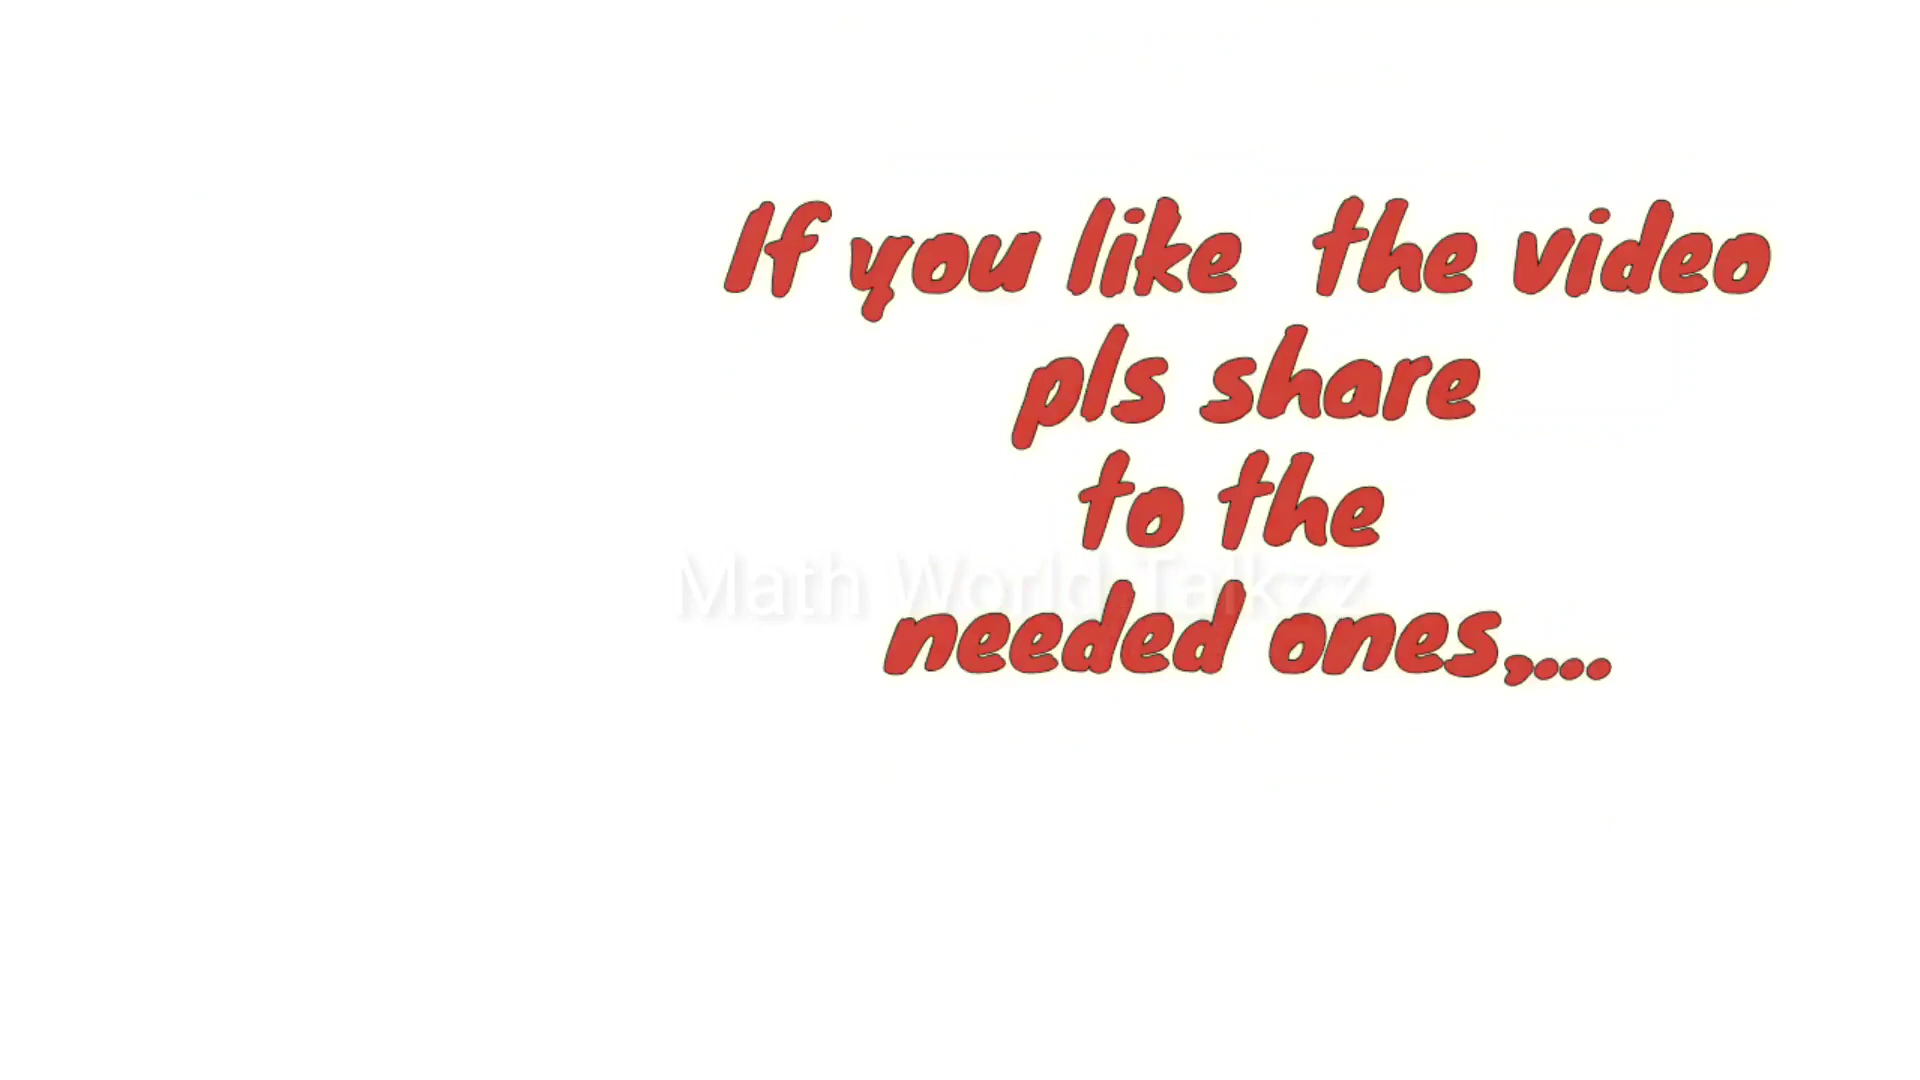 If you like the video
pls share
to the
Math World Talkzz
needed ones,....